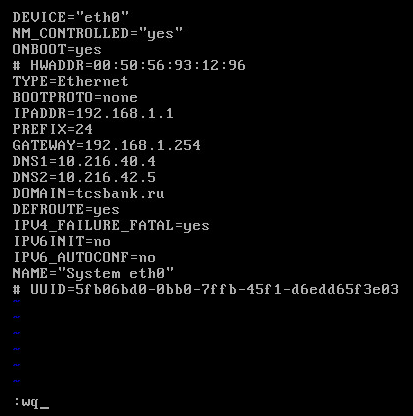 DEVICE="eth0"
NM_CONTROLLED="yes"
ONBOOT=yes
# HWADDR=00:50:56:93:12:96
TYPE=Ethernet
BOOTPROTO=none
IPADDR=192.168.1.1
PREFIX=24
GATEWAY=192.168.1.254
DNS1=10.216.40.4
DNS2=10.216.42.5
DOMAIN=tcsbank.ru
DEFROUTE=yes
IPV4_FAILURE_FATAL=yes
IPV6INIT=no
IPV6_AUTOCONF=no
NAME="System eth0"
# UUID=5fb06bd0-0bb0-7ffb-45f1-d6edd65f3e03
~
~
~
~
~
~
:wq_